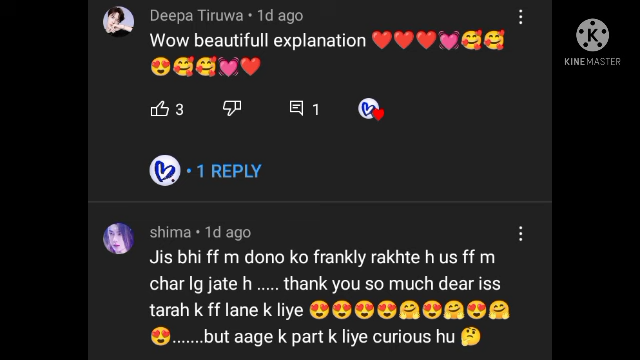 Deepa Tiruwa • 1d ago
Wow beautifull explanation ❤️❤️❤️💓🥰🥰
😍🥰🥰💓❤️
3 1
• 1 REPLY
shima • 1d ago
Jis bhi ff m dono ko frankly rakhte h us ff m
char lg jate h ..... thank you so much dear iss
tarah k ff lane k liye 😍😍😍😍🤗😍🤗😍🤗
😍.......but aage k part k liye curious hu 🤔
K
KINEMASTER